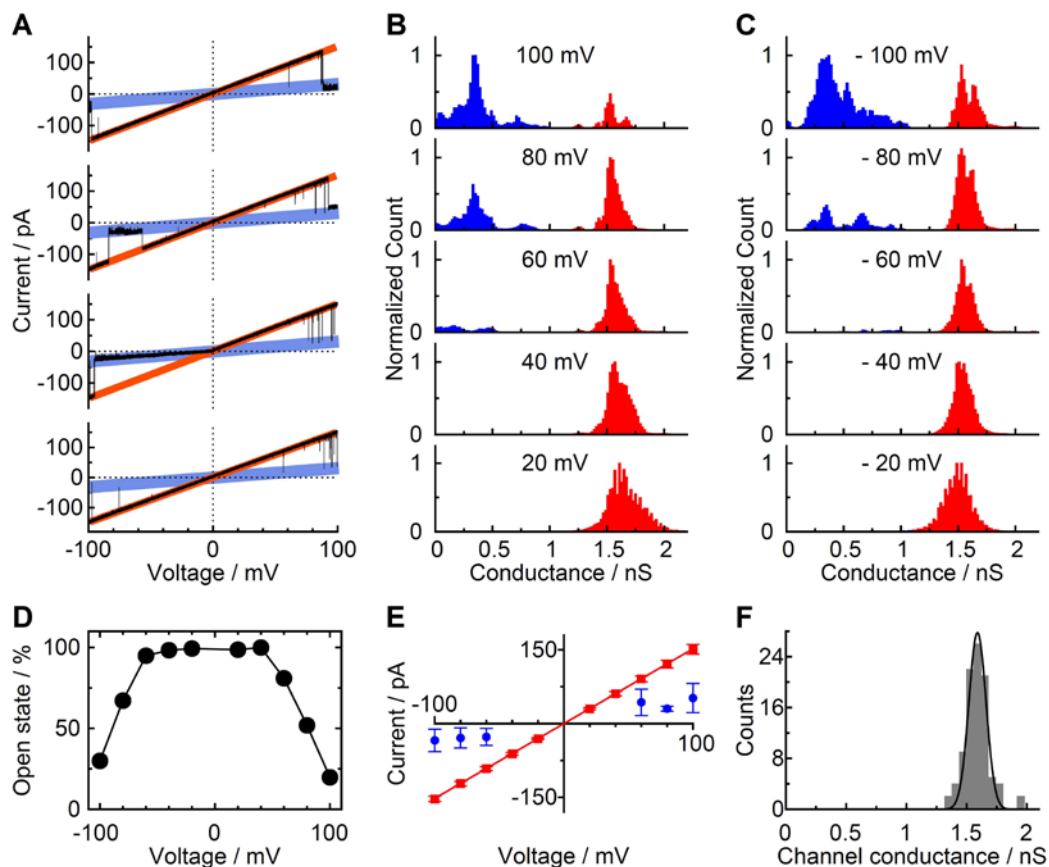 A
B
C
100
0
-100
100
0
-100
100
0
-100
100
0
-100
Current / pA
-100
0
100
Voltage / mV
100 mV
1
0
80 mV
1
0
60 mV
1
0
40 mV
1
0
20 mV
1
0
Normalized Count
0
0.5
1
1.5
2
Conductance / nS
- 100 mV
1
0
- 80 mV
1
0
- 60 mV
1
0
- 40 mV
1
0
- 20 mV
1
0
Normalized Count
0
0.5
1
1.5
2
Conductance / nS
D
100
50
0
Open state / %
-100
0
100
Voltage / mV
E
150
-100
100
-150
Current / pA
Voltage / mV
F
24
16
8
0
Counts
0
0.5
1
1.5
2
Channel conductance / nS